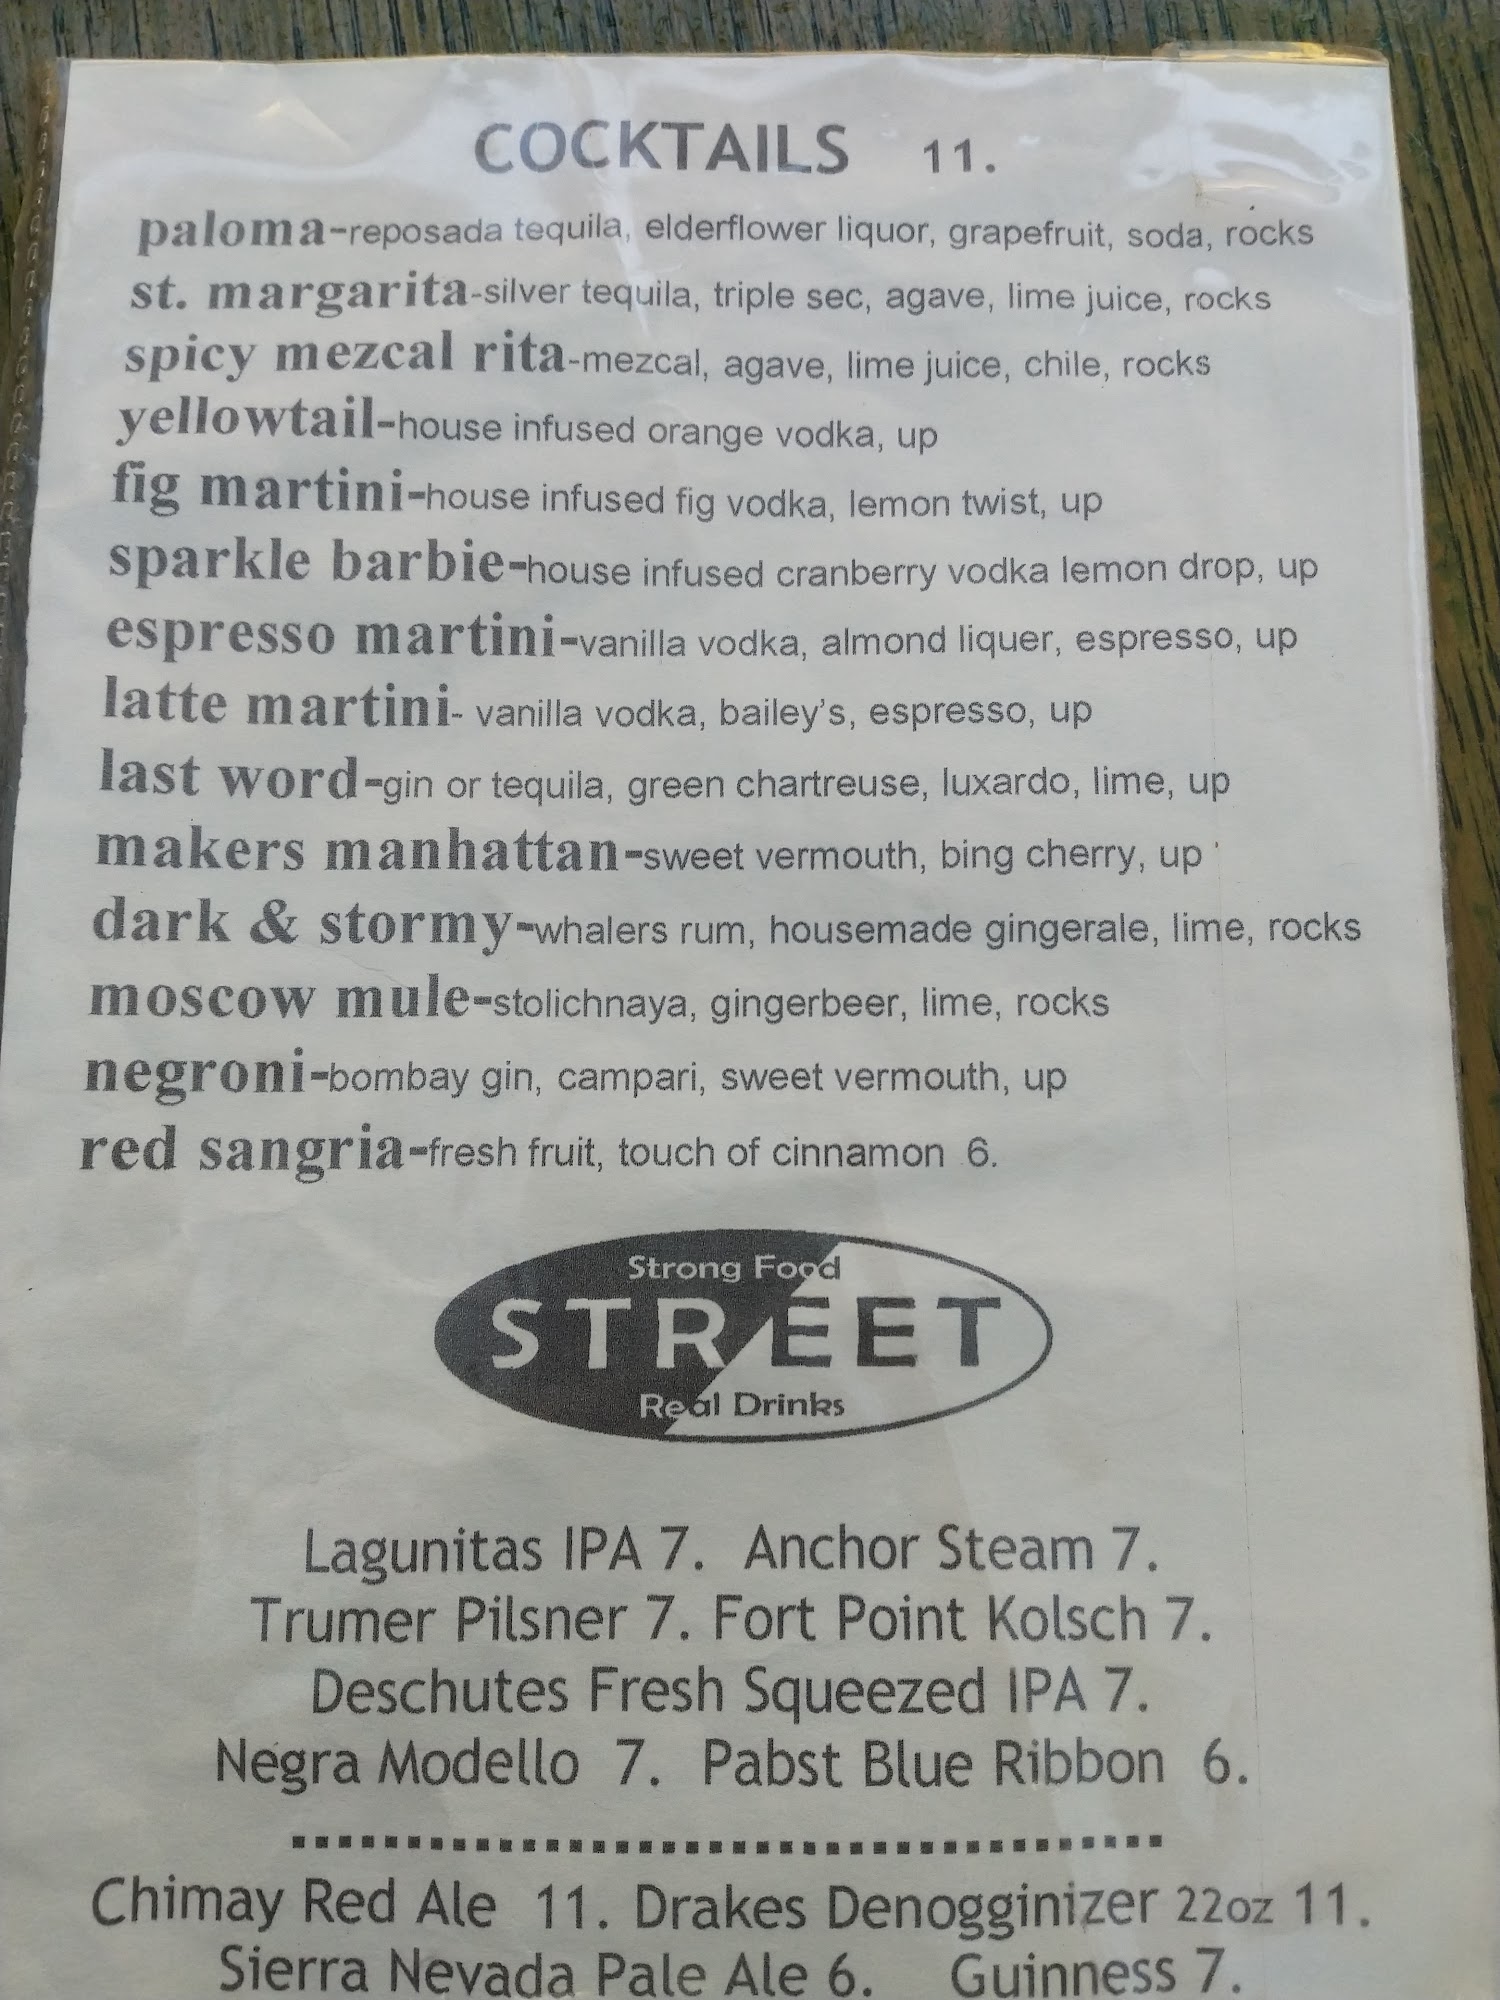 COCKTAILS 11.
paloma-reposada tequila, elderflower liquor, grapefruit, soda, rocks
st. margarita-silver tequila, triple sec, agave, lime juice, rocks
spicy mezcal rita-mezcal, agave, lime juice, chile, rocks
yellowtail-house infused orange vodka, up
fig martini-house infused fig vodka, lemon twist, up
sparkle barbie-house infused cranberry vodka lemon drop, up
espresso martini-vanilla vodka, almond liquer, espresso, up
latte martini- vanilla vodka, bailey's, espresso, up
last word-gin or tequila, green chartreuse, luxardo, lime, up
makers manhattan-sweet vermouth, bing cherry, up
dark & stormy-whalers rum, housemade gingerale, lime, rocks
moscow mule-stolichnaya, gingerbeer, lime, rocks
negroni-bombay gin, campari, sweet vermouth, up
red sangria-fresh fruit, touch of cinnamon 6.
Strong Food
STREET
Real Drinks
Lagunitas IPA 7. Anchor Steam 7.
Trumer Pilsner 7. Fort Point Kolsch 7.
Deschutes Fresh Squeezed IPA 7.
Negra Modello 7. Pabst Blue Ribbon 6.
Chimay Red Ale 11. Drakes Denogginizer 22oz 11.
Sierra Nevada Pale Ale 6. Guinness 7.